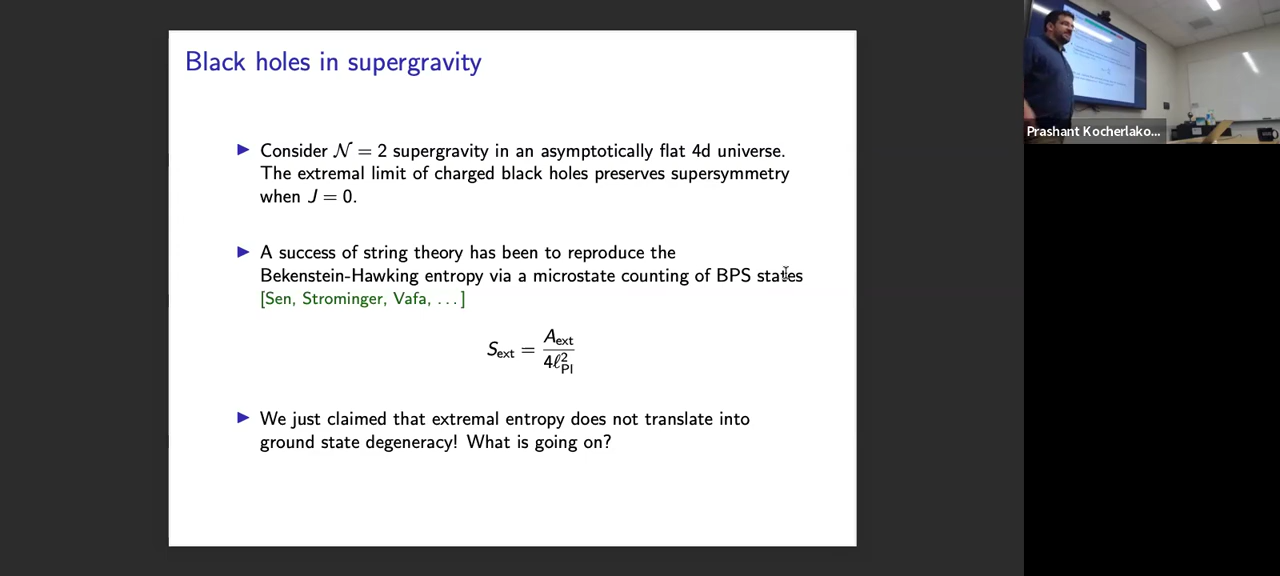 Black holes in supergravity
▶ Consider 𝒩 = 2 supergravity in an asymptotically flat 4d universe.
The extremal limit of charged black holes preserves supersymmetry
when J = 0.
▶ A success of string theory has been to reproduce the
Bekenstein-Hawking entropy via a microstate counting of BPS states
[Sen, Strominger, Vafa, ...]
S_ext = A_ext / 4ℓ²_Pl
▶ We just claimed that extremal entropy does not translate into
ground state degeneracy! What is going on?
Prashant Kocherlako...